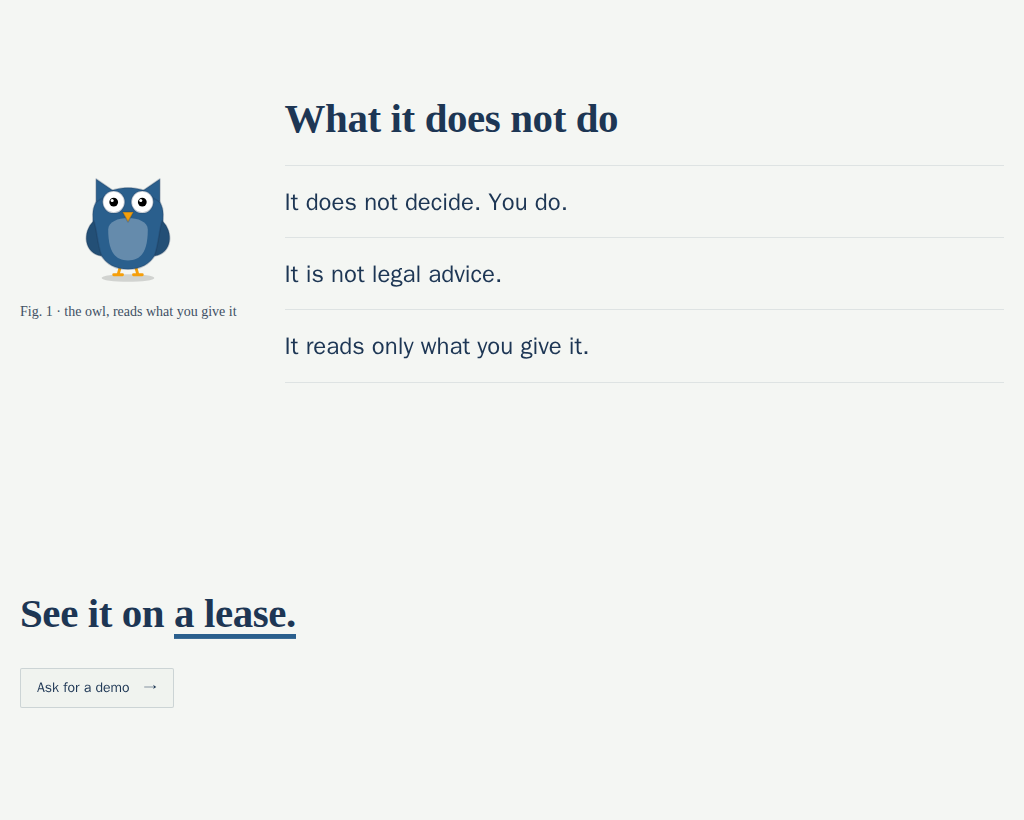 What it does not do
It does not decide. You do.
It is not legal advice.
It reads only what you give it.
Fig. 1 · the owl, reads what you give it
See it on a lease.
Ask for a demo →